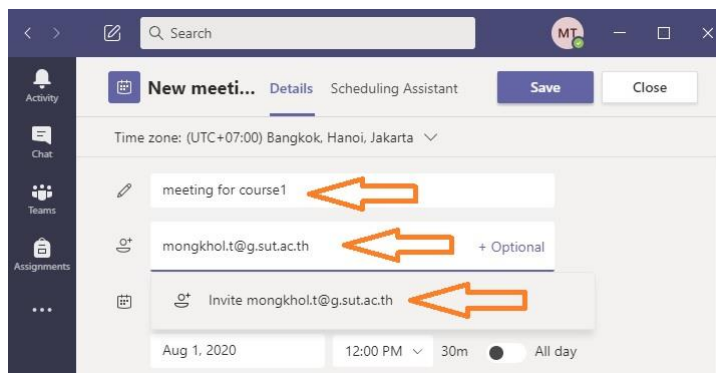 Search
MT
Activity
New meeti... Details Scheduling Assistant Save Close
Chat
Time zone: (UTC+07:00) Bangkok, Hanoi, Jakarta
Teams
meeting for course1
Assignments
mongkhol.t@g.sut.ac.th + Optional
Invite mongkhol.t@g.sut.ac.th
Aug 1, 2020 12:00 PM 30m All day